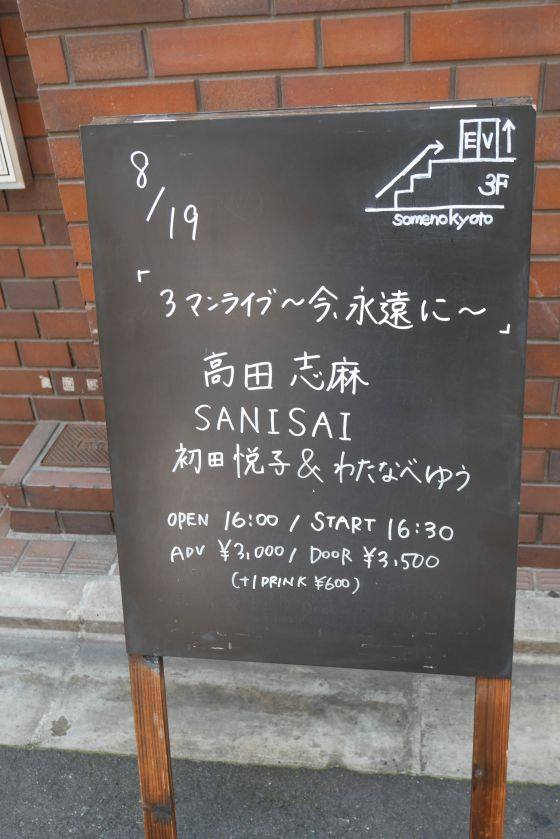 8/19
EV↑
3F
somenokyoto
「3マンライブ〜今、永遠に〜」
高田 志麻
SANISAI
初田悦子&わたなべゆう
OPEN 16:00 / START 16:30
ADV ¥3,000 / DOOR ¥3,500
(+1DRINK ¥600)